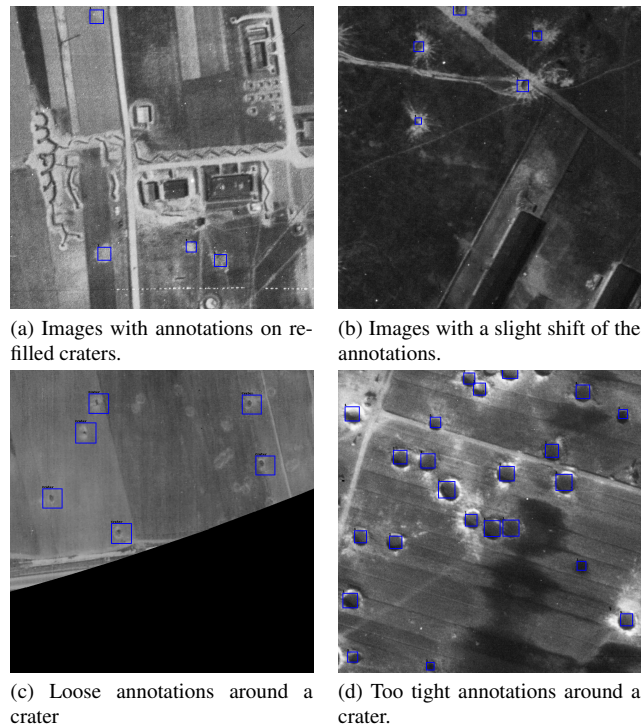 (a) Images with annotations on re-
filled craters.
(b) Images with a slight shift of the
annotations.
(c) Loose annotations around a
crater
(d) Too tight annotations around a
crater.